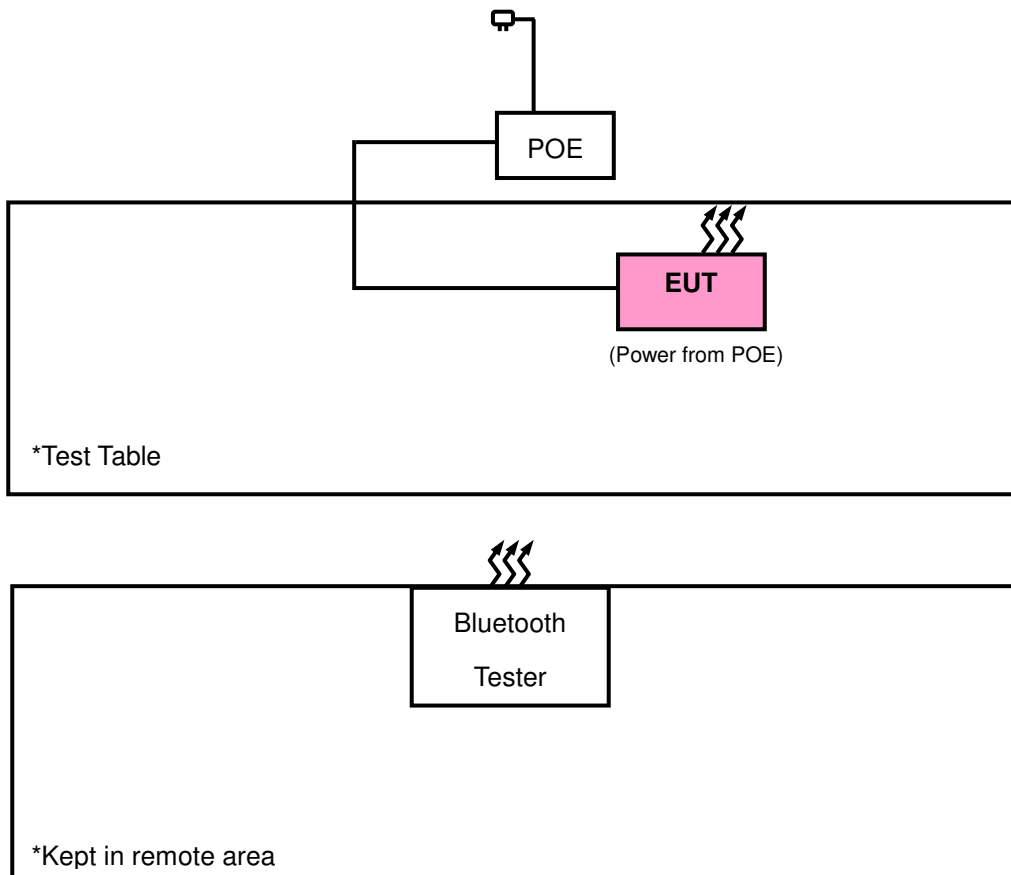 POE
EUT
(Power from POE)
*Test Table
Bluetooth
Tester
*Kept in remote area